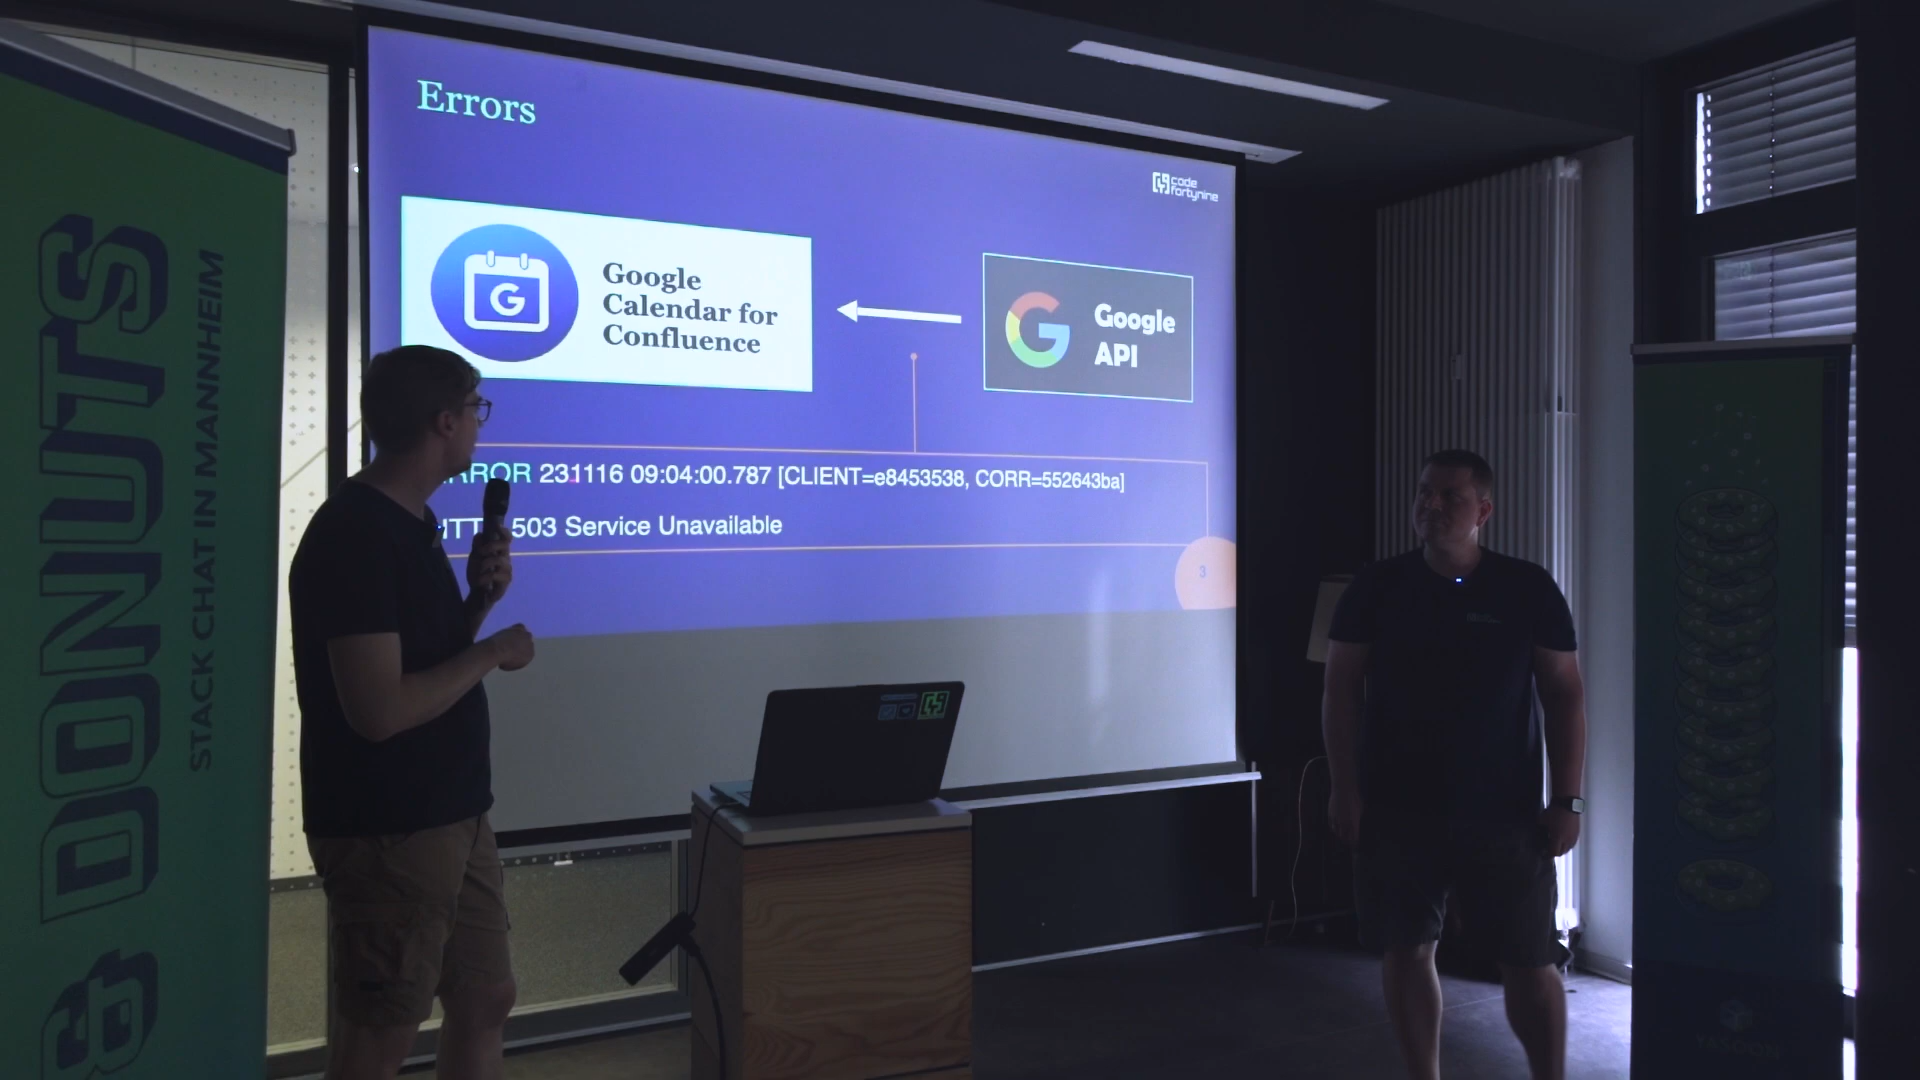 & DONUTS
STACK CHAT IN MANNHEIM
Errors
code
fortynine
Google
Calendar for
Confluence
Google
API
RROR 231116 09:04:00.787 [CLIENT=e8453538, CORR=552643ba]
503 Service Unavailable
3